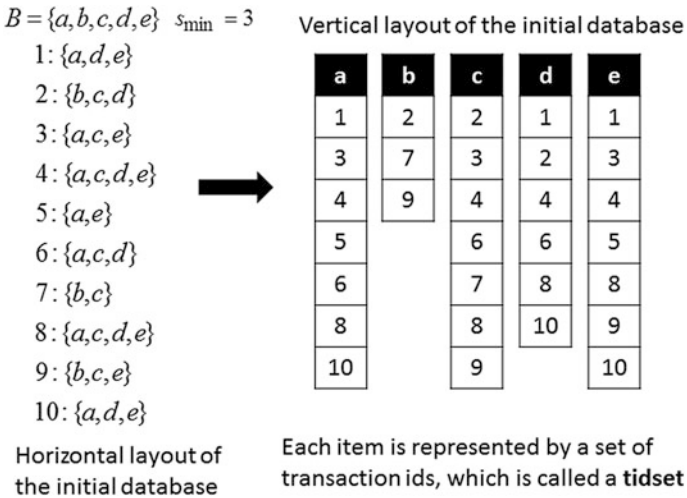 B = {a,b,c,d,e} s_min = 3
1: {a,d,e}
2: {b,c,d}
3: {a,c,e}
4: {a,c,d,e}
5: {a,e}
6: {a,c,d}
7: {b,c}
8: {a,c,d,e}
9: {b,c,e}
10: {a,d,e}
Horizontal layout of
the initial database
Vertical layout of the initial database
a b c d e
1 2 2 1 1
3 7 3 2 3
4 9 4 4 4
5 6 6 5
6 7 8 8
8 8 10 9
10 9 10
Each item is represented by a set of
transaction ids, which is called a tidset